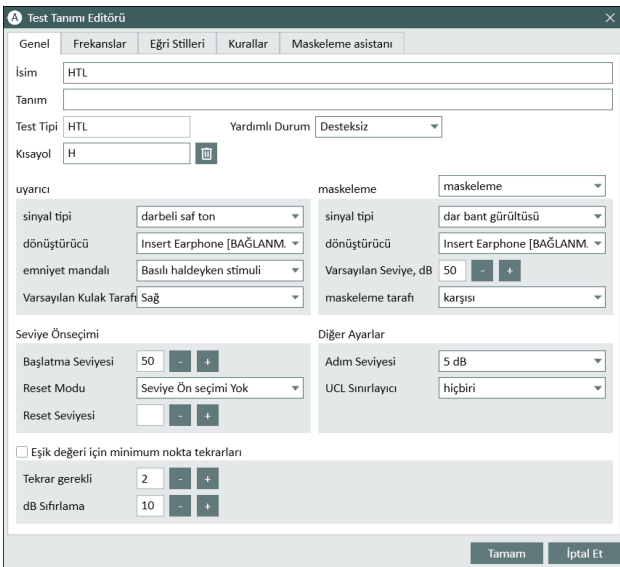 A Test Tanımı Editörü
Genel Frekanslar Eğri Stilleri Kurallar Maskeleme asistanı
İsim HTL
Tanım
Test Tipi HTL Yardımlı Durum Desteksiz
Kısayol H
uyarıcı maskeleme maskeleme
sinyal tipi darbeli saf ton sinyal tipi dar bant gürültüsü
dönüştürücü Insert Earphone [BAĞLANM. dönüştürücü Insert Earphone [BAĞLANM.
emniyet mandalı Basılı haldeyken stimuli Varsayılan Seviye, dB 50 - +
Varsayılan Kulak Tarafı Sağ maskeleme tarafı karşısı
Seviye Önseçimi Diğer Ayarlar
Başlatma Seviyesi 50 - + Adım Seviyesi 5 dB
Reset Modu Seviye Ön seçimi Yok UCL Sınırlayıcı hiçbiri
Reset Seviyesi - +
Eşik değeri için minimum nokta tekrarları
Tekrar gerekli 2 - +
dB Sıfırlama 10 - +
Tamam İptal Et